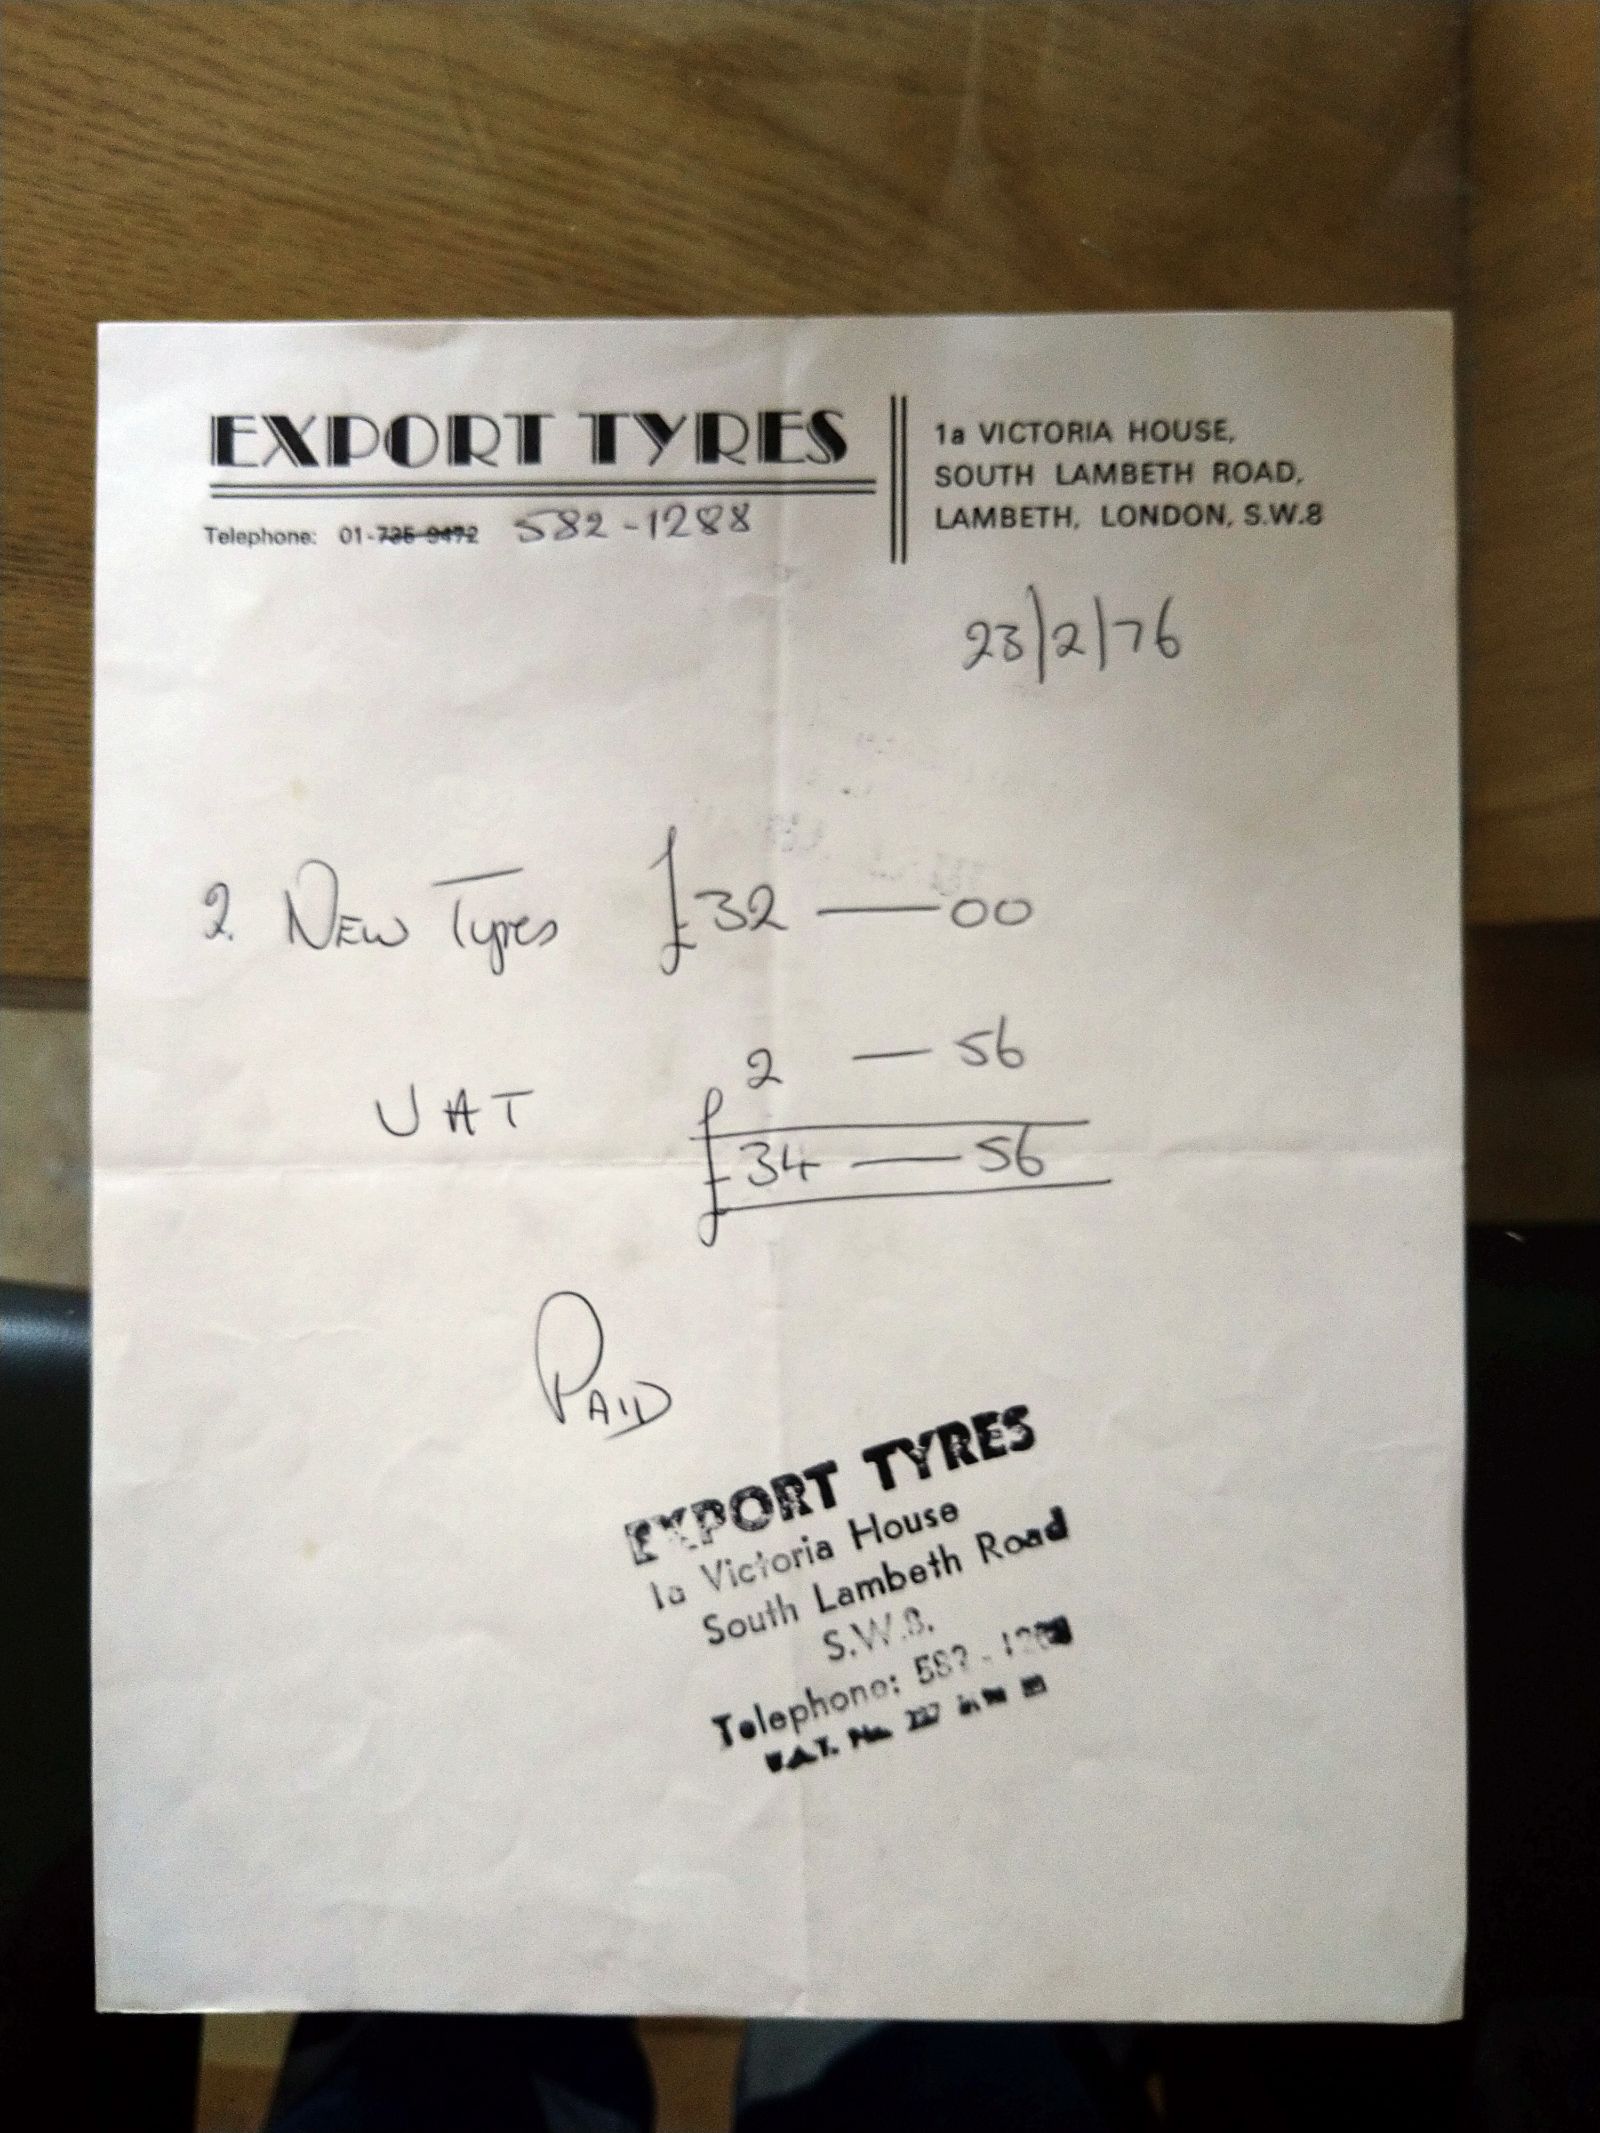 EXPORT TYRES
1a VICTORIA HOUSE,
SOUTH LAMBETH ROAD,
LAMBETH, LONDON, S.W.8
Telephone: 01-735-9472 582-1288
23/2/76
2 New Tyres £32 — 00
VAT 2 — 56
£34 — 56
PAID
EXPORT TYRES
1a Victoria House
South Lambeth Road
S.W.8.
Telephone: 582 -
V.A.T. No.